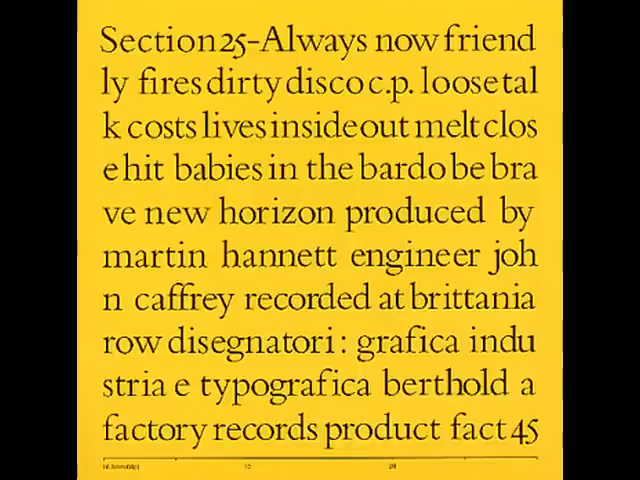 Section25-Always now friend
ly fires dirty disco c.p. loose tal
k costs lives inside out melt clos
e hit babies in the bardo be bra
ve new horizon produced by
martin hannett engineer joh
n caffrey recorded at brittania
row disegnatori: grafica indu
stria e typografica berthold a
factory records product fact 45